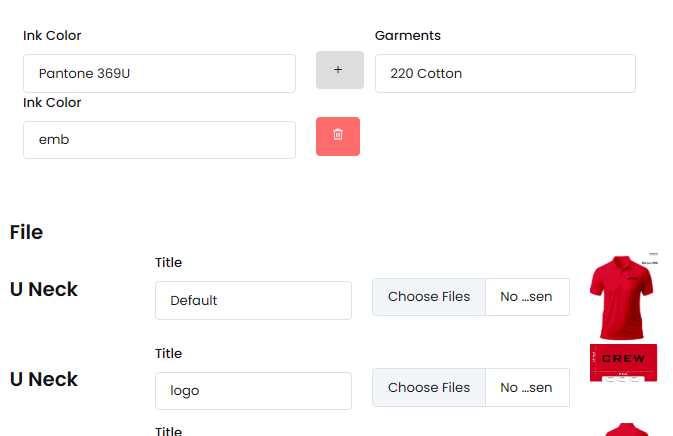 Ink Color
Garments
Pantone 369U
+
220 Cotton
Ink Color
emb
File
Title
U Neck
Default
Choose Files
No ...sen
Title
CREW
U Neck
logo
Choose Files
No ...sen
Title